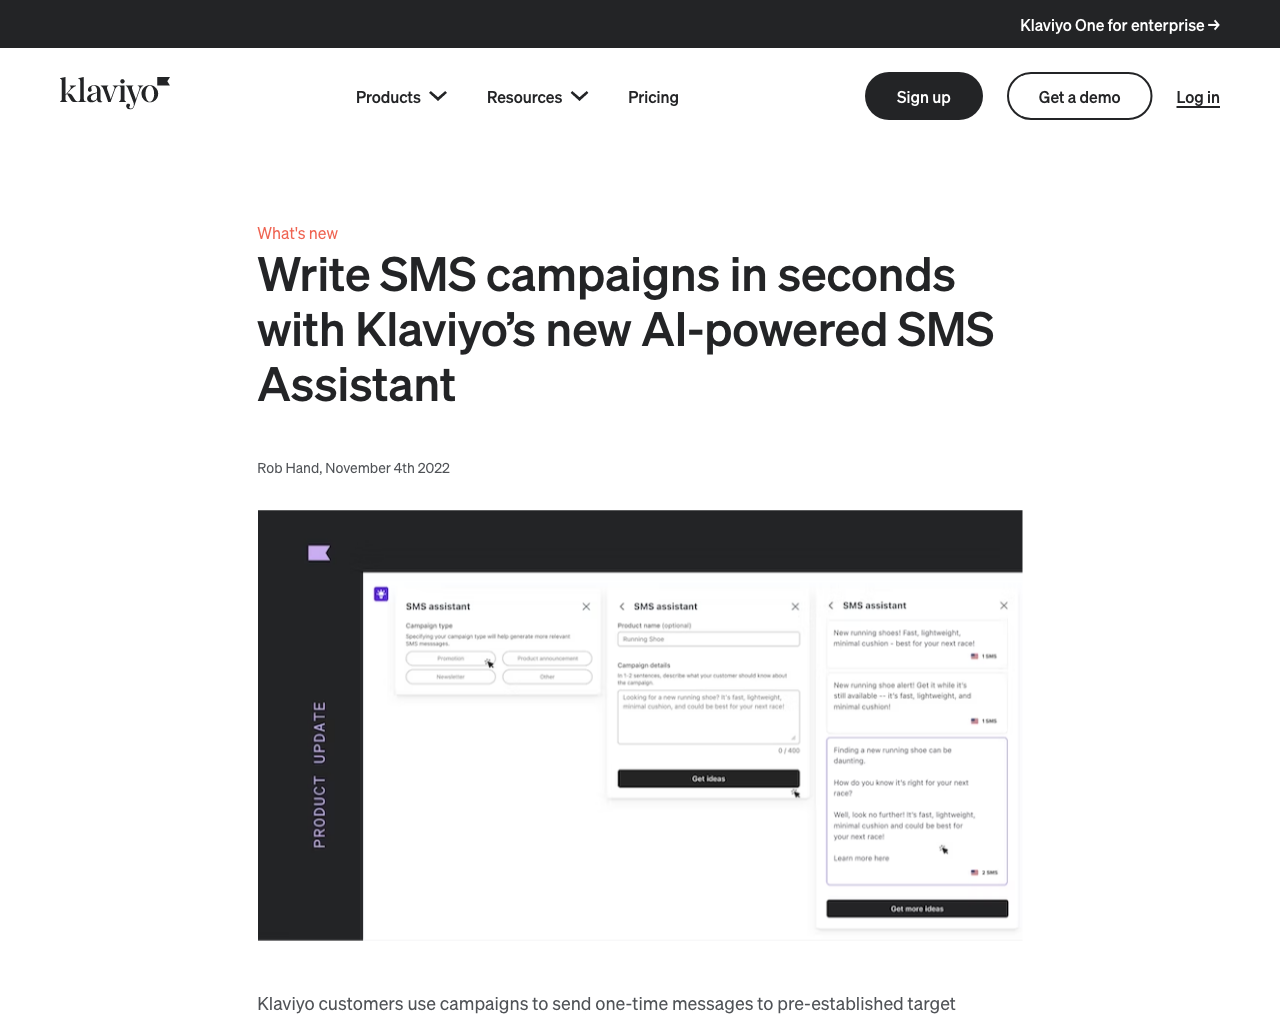 Klaviyo One for enterprise →
klaviyo
Products
Resources
Pricing
Sign up
Get a demo
Log in
What's new
Write SMS campaigns in seconds
with Klaviyo’s new AI-powered SMS
Assistant
Rob Hand, November 4th 2022
PRODUCT UPDATE
SMS assistant
Campaign type
Specifying your campaign type will help generate more relevant
SMS messages.
Promotion
Product announcement
Newsletter
Other
SMS assistant
Product name (optional)
Running Shoe
Campaign details
In 1-2 sentences, describe what your customer should know about
the campaign.
Looking for a new running shoe? It's fast, lightweight,
minimal cushion, and could be best for your next race!
0 / 400
Get ideas
SMS assistant
New running shoes! Fast, lightweight,
minimal cushion - best for your next race!
1 SMS
New running shoe alert! Get it while it's
still available -- it's fast, lightweight, and
minimal cushion!
1 SMS
Finding a new running shoe can be
daunting.
How do you know it's right for your next
race?
Well, look no further! It's fast, lightweight,
minimal cushion and could be best for
your next race!
Learn more here
2 SMS
Get more ideas
Klaviyo customers use campaigns to send one-time messages to pre-established target